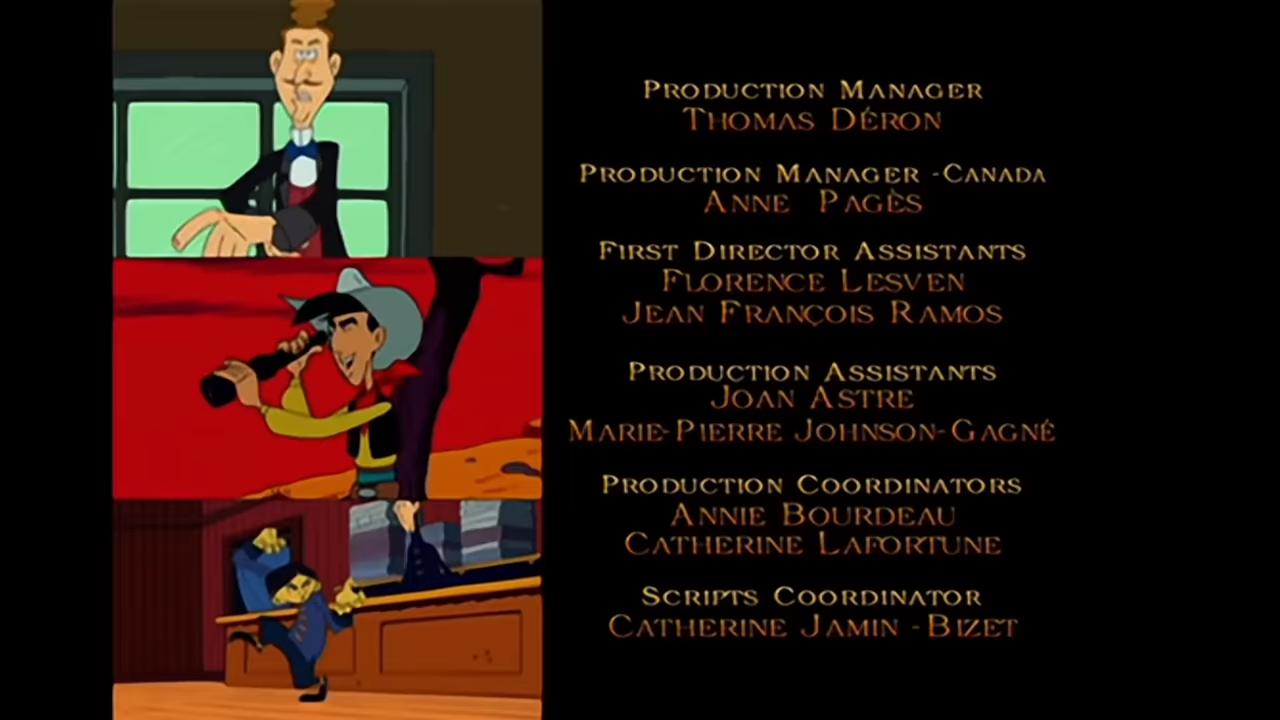 PRODUCTION MANAGER
THOMAS DÉRON
PRODUCTION MANAGER -CANADA
ANNE PAGÈS
FIRST DIRECTOR ASSISTANTS
FLORENCE LESVEN
JEAN FRANÇOIS RAMOS
PRODUCTION ASSISTANTS
JOAN ASTRE
MARIE-PIERRE JOHNSON-GAGNÉ
PRODUCTION COORDINATORS
ANNIE BOURDEAU
CATHERINE LAFORTUNE
SCRIPTS COORDINATOR
CATHERINE JAMIN -BIZET